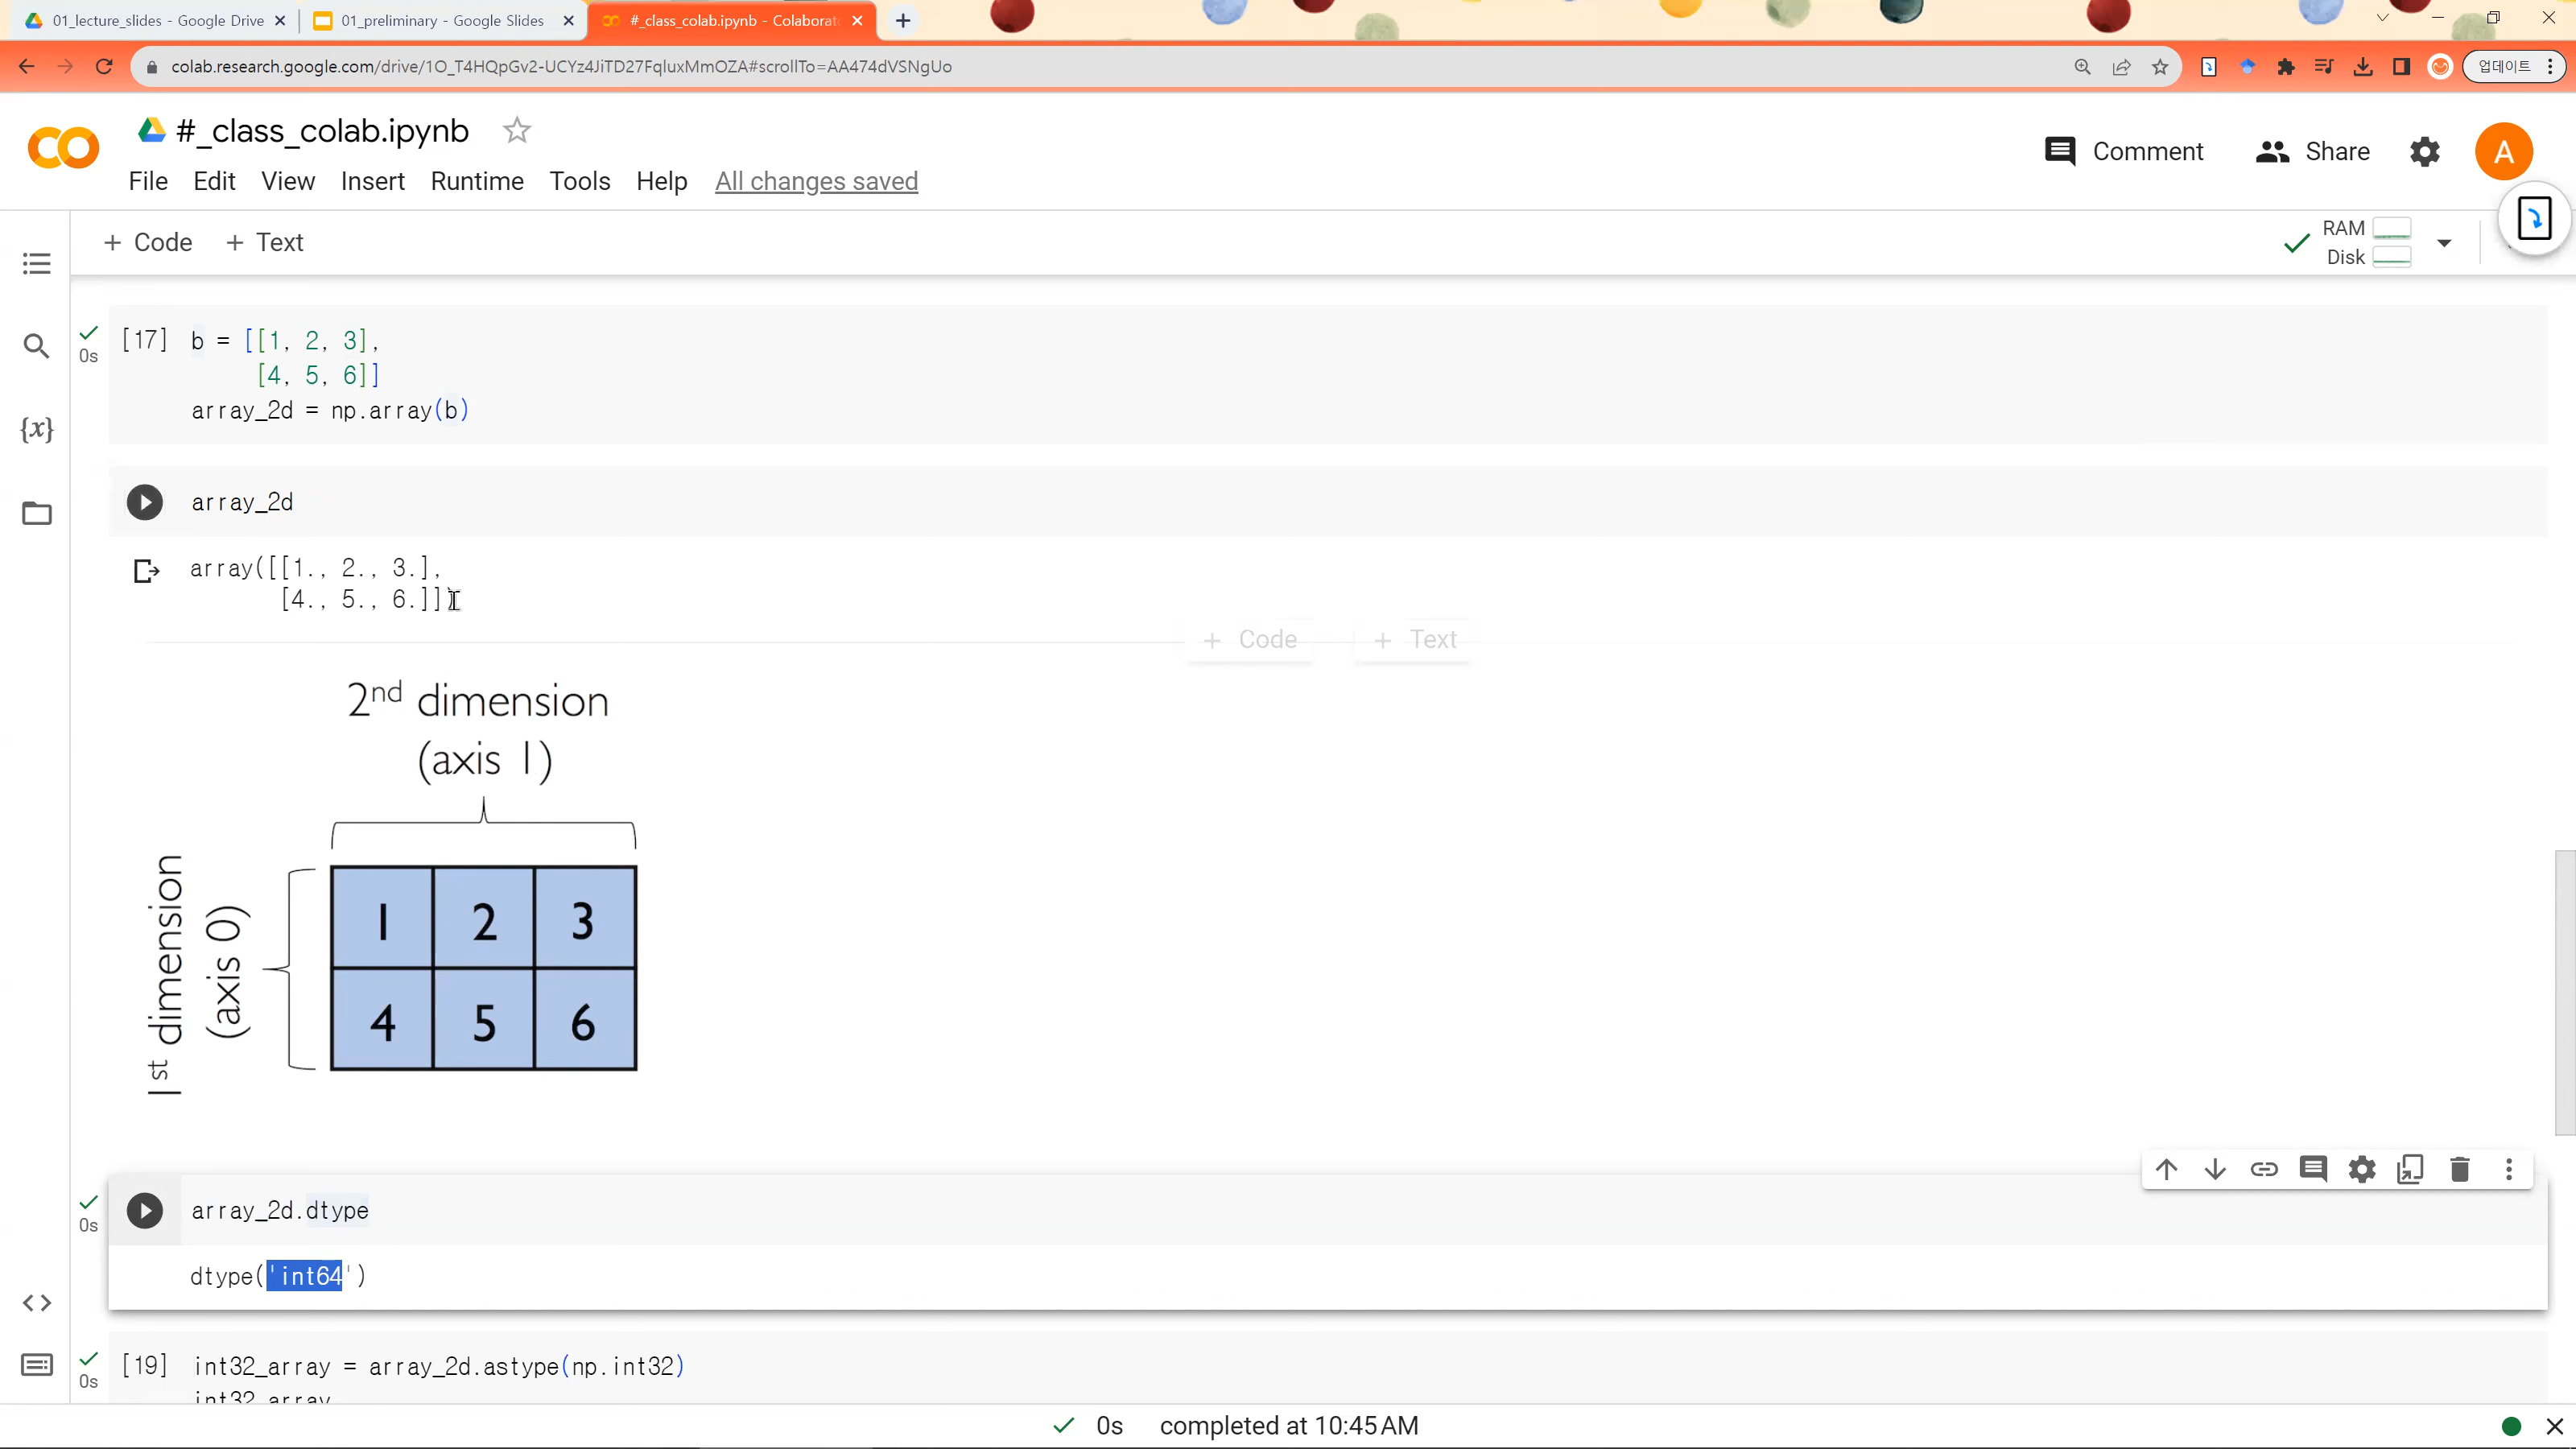 01_lecture_slides - Google Drive
01_preliminary - Google Slides
#_class_colab.ipynb - Colaborat
colab.research.google.com/drive/1O_T4HQpGv2-UCYz4JiTD27FqluxMmOZA#scrollTo=AA474dVSNgUo
업데이트
CO
#_class_colab.ipynb
File Edit View Insert Runtime Tools Help All changes saved
Comment
Share
A
+ Code + Text
RAM
Disk
{x}
0s
[17] b = [[1, 2, 3],
[4, 5, 6]]
array_2d = np.array(b)
array_2d
array([[1., 2., 3.],
[4., 5., 6.]])
+ Code + Text
2nd dimension
(axis 1)
1st dimension
(axis 0)
1 2 3
4 5 6
0s
array_2d.dtype
dtype('int64')
0s
[19] int32_array = array_2d.astype(np.int32)
int32_array
0s completed at 10:45 AM